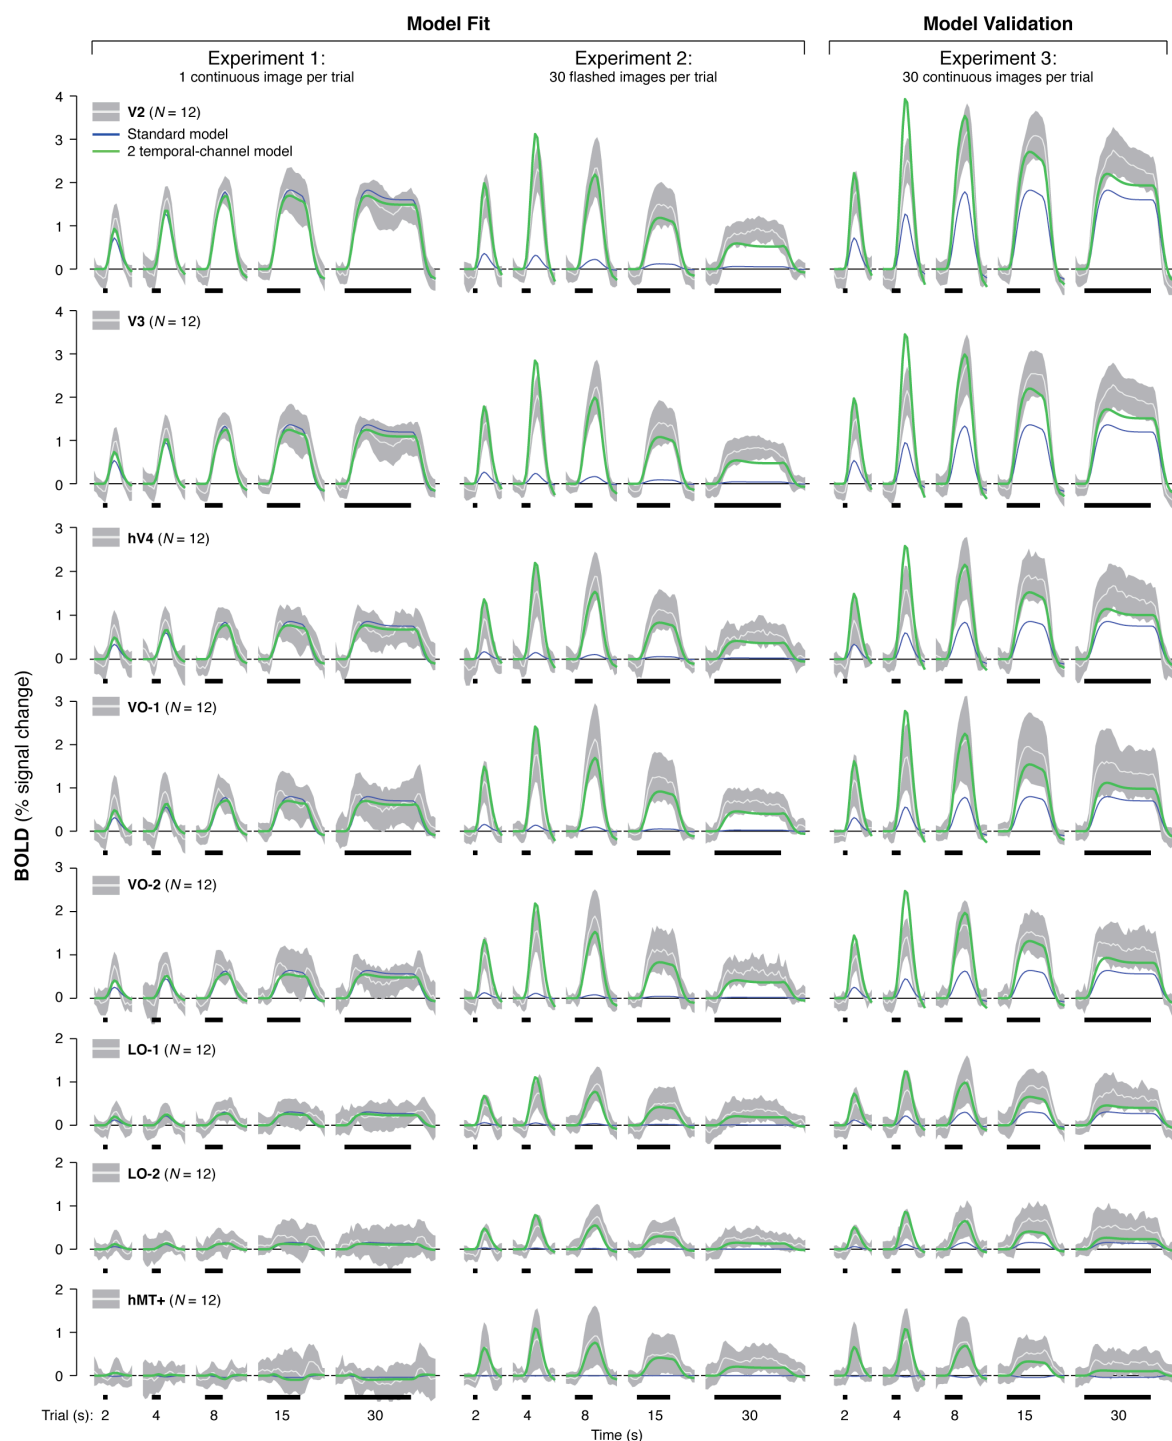 Model Fit
Model Validation
Experiment 1:
1 continuous image per trial
Experiment 2:
30 flashed images per trial
Experiment 3:
30 continuous images per trial
4
3
2
1
0
V2 (N = 12)
Standard model
2 temporal-channel model
4
3
2
1
0
V3 (N = 12)
3
2
1
0
hV4 (N = 12)
3
2
1
0
VO-1 (N = 12)
BOLD (% signal change)
3
2
1
0
VO-2 (N = 12)
2
1
0
LO-1 (N = 12)
2
1
0
LO-2 (N = 12)
2
1
0
hMT+ (N = 12)
Trial (s): 2 4 8 15 30 2 4 8 15 30 2 4 8 15 30
Time (s)